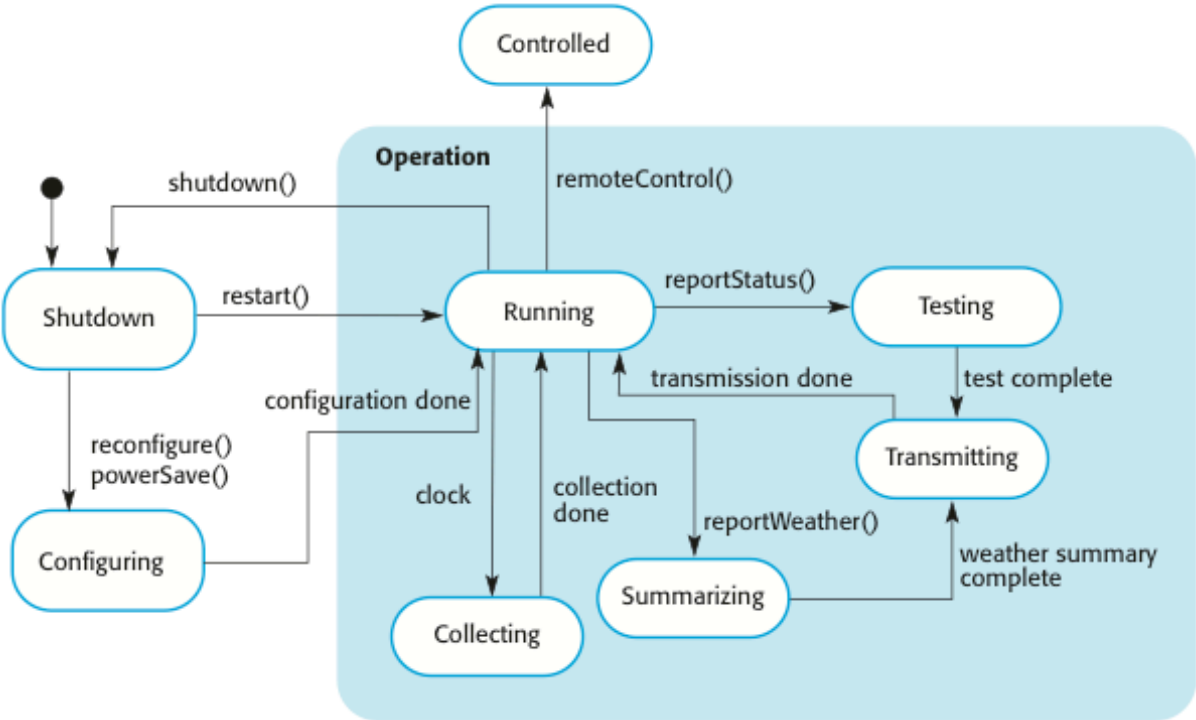 Controlled
Operation
shutdown()
remoteControl()
restart()
reportStatus()
Shutdown
Running
Testing
transmission done
test complete
configuration done
reconfigure()
powerSave()
Transmitting
clock
collection
done
reportWeather()
Configuring
weather summary
complete
Summarizing
Collecting